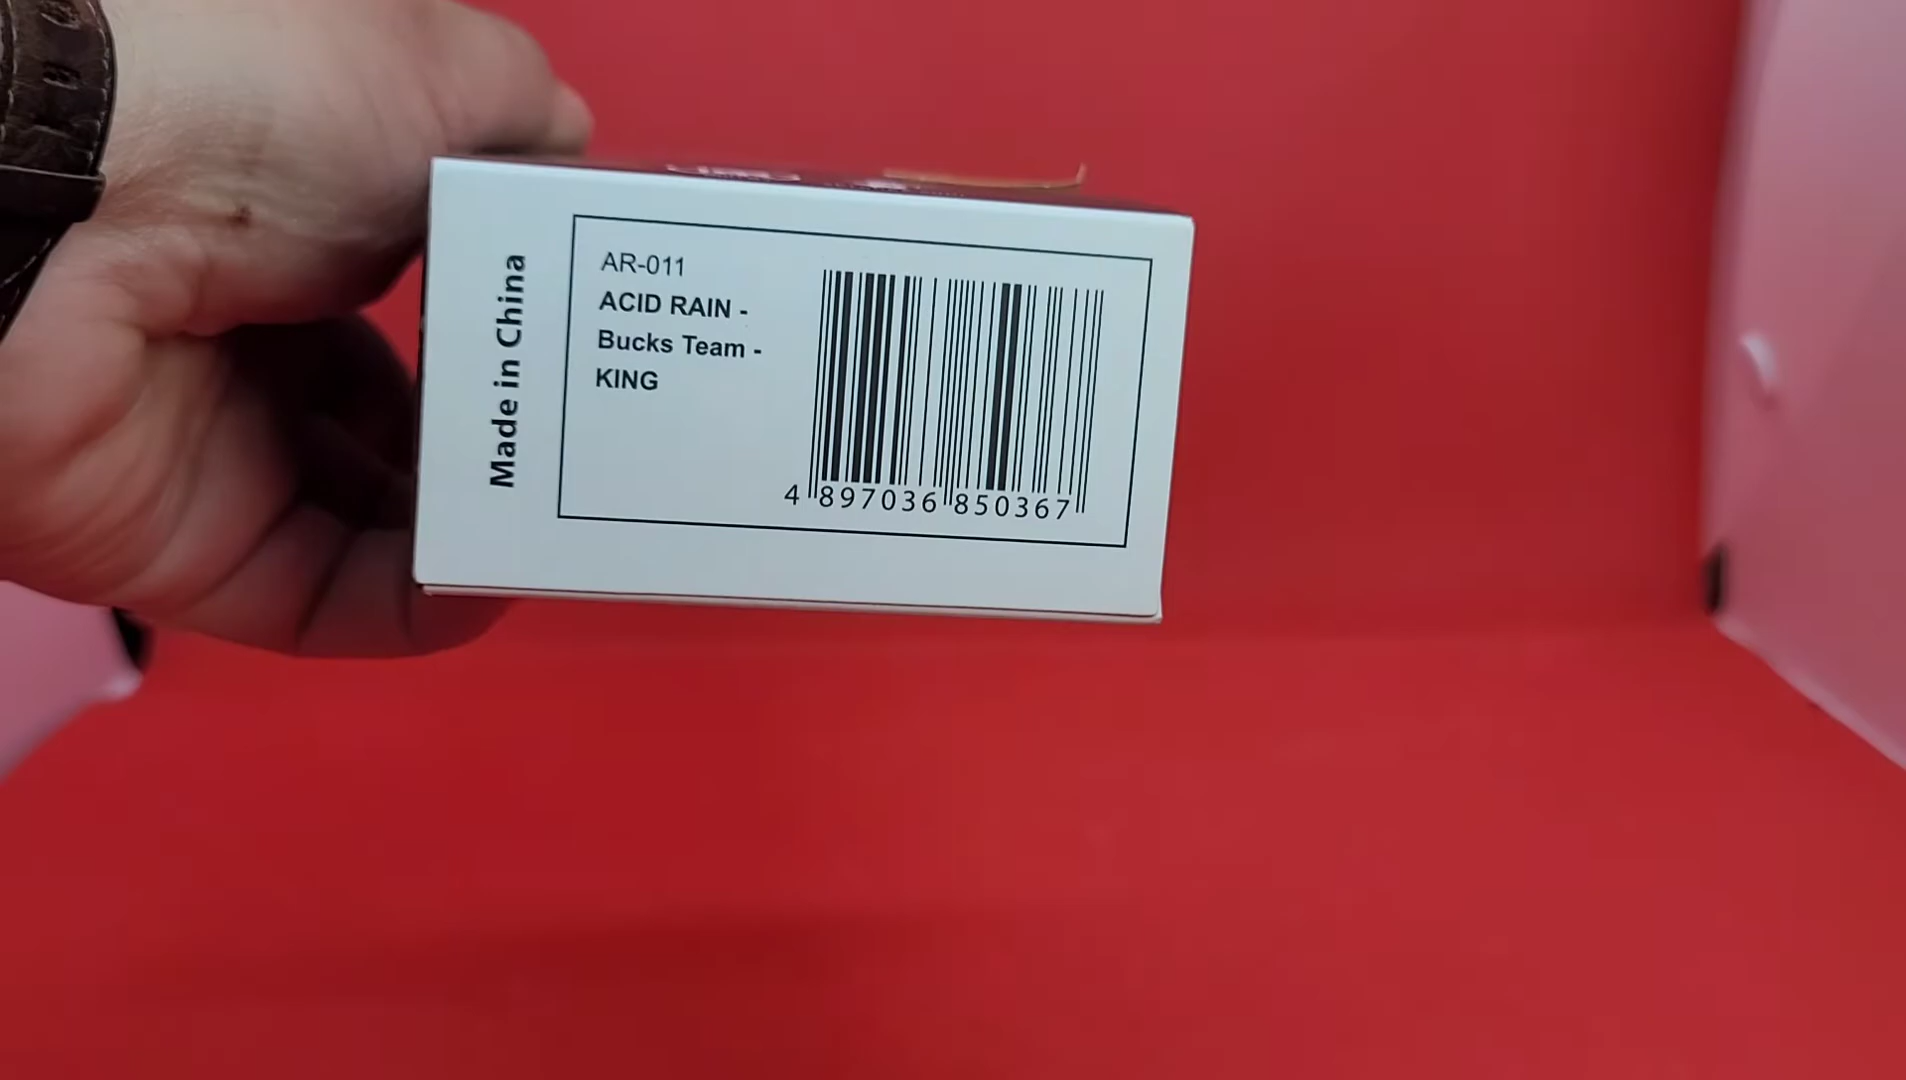 Made in China
AR-011
ACID RAIN -
Bucks Team -
KING
4 897036 850367